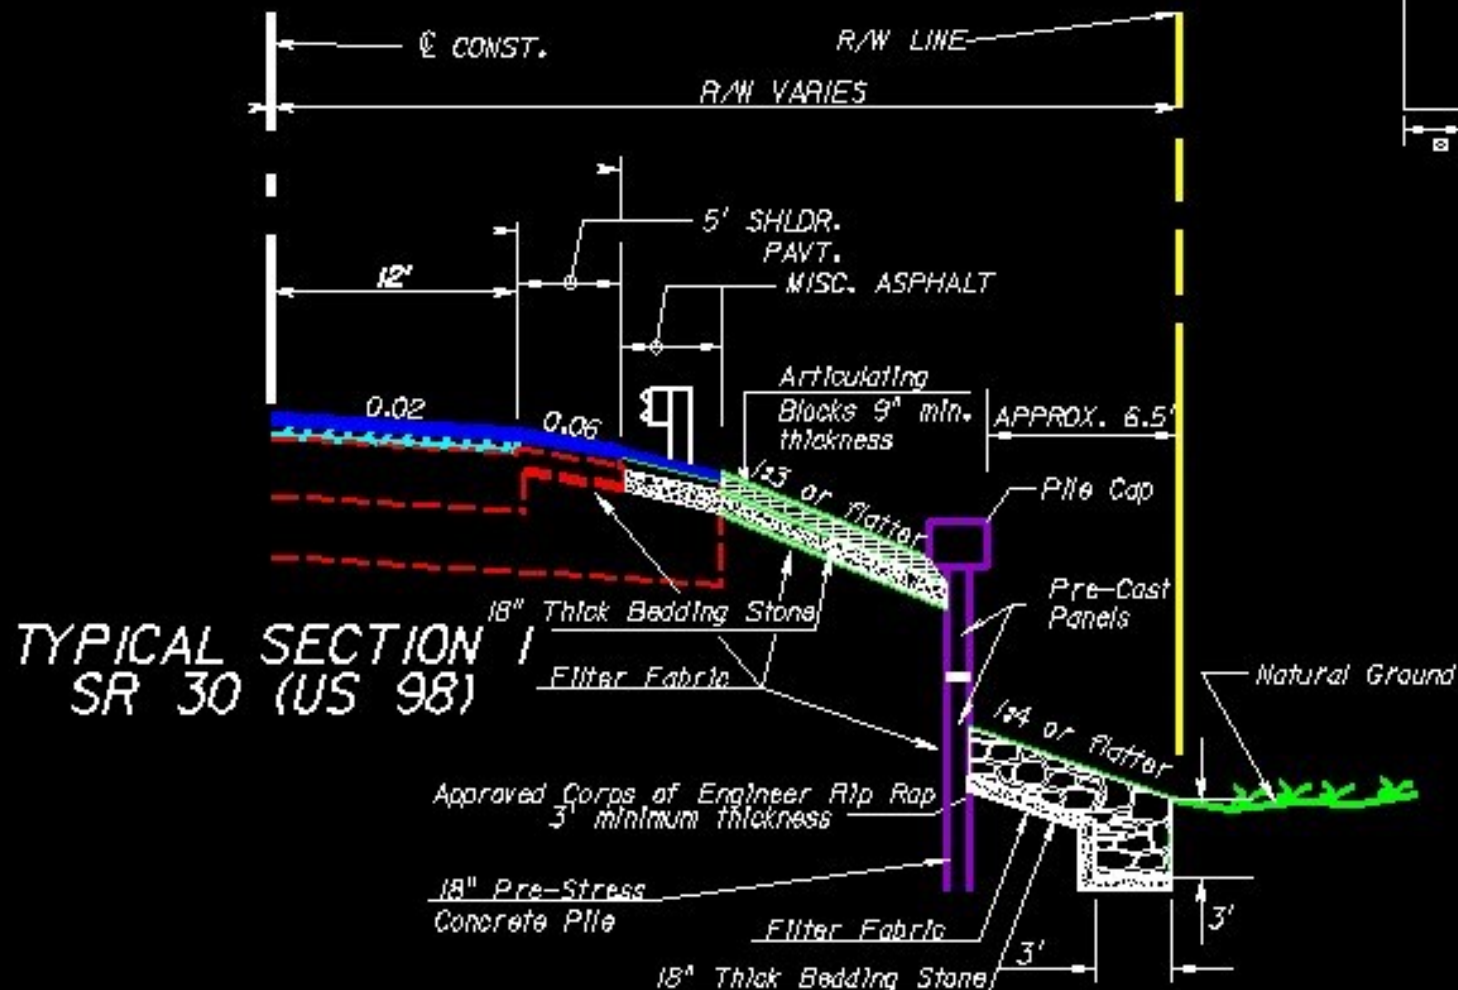 ℄ CONST.
R/W LINE
R/W VARIES
5' SHLDR.
PAVT.
12'
MISC. ASPHALT
Articulating
Blocks 9" min.
thickness
APPROX. 6.5'
0.02
0.06
1:3 or flatter
Pile Cap
Pre-Cast
Panels
18" Thick Bedding Stone
TYPICAL SECTION 1
SR 30 (US 98)
Filter Fabric
Natural Ground
1:4 or flatter
Approved Corps of Engineer Rip Rap
3' minimum thickness
18" Pre-Stress
Concrete Pile
Filter Fabric
3'
3'
18" Thick Bedding Stone